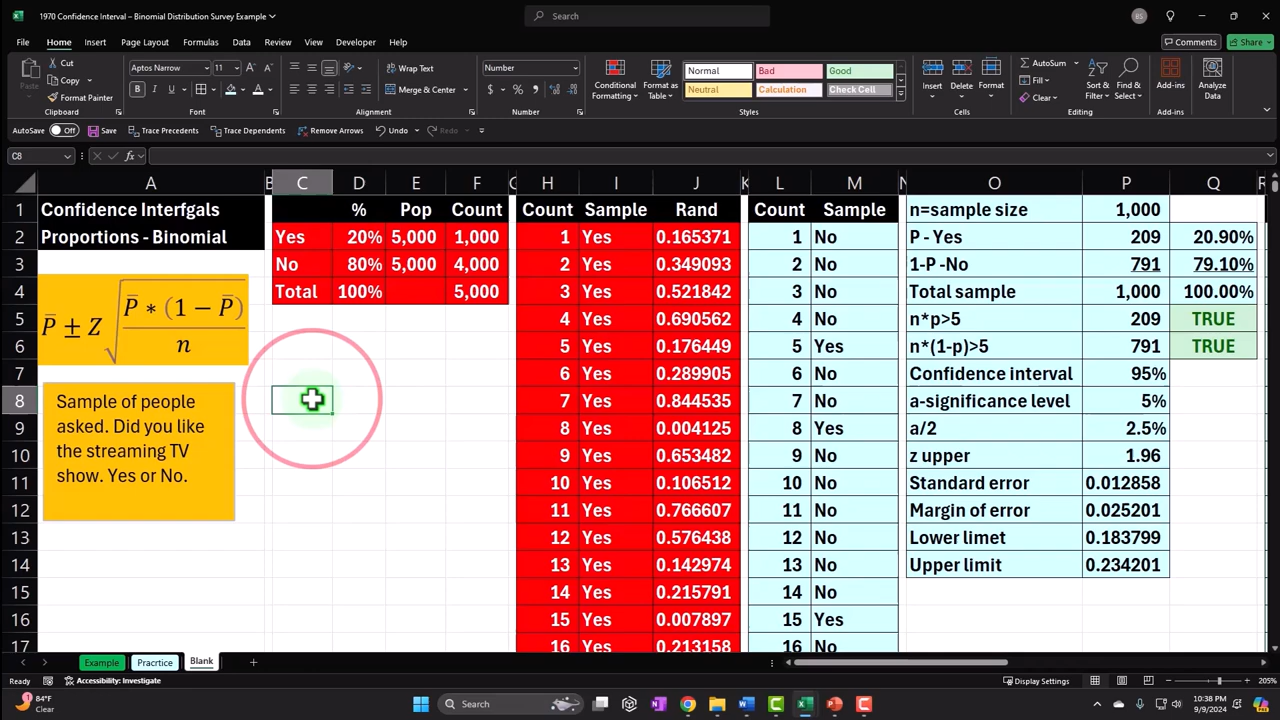 1970 Confidence Interval – Binomial Distribution Survey Example
Search
BS
File Home Insert Page Layout Formulas Data Review View Developer Help
Comments Share
Paste Cut Copy Format Painter
Clipboard
Aptos Narrow 11
B I U
Font
Wrap Text
Merge & Center
Alignment
Number
Number
Conditional Formatting Format as Table
Normal Bad Good
Neutral Calculation Check Cell
Styles
Insert Delete Format
Cells
AutoSum Fill Clear
Sort & Filter Find & Select
Editing
Add-ins
Add-ins
Analyze Data
AutoSave Off Save Trace Precedents Trace Dependents Remove Arrows Undo Redo
C8
fx
A B C D E F G H I J K L M N O P Q R
1 Confidence Interfgals % Pop Count Count Sample Rand Count Sample n=sample size 1,000
2 Proportions - Binomial Yes 20% 5,000 1,000 1 Yes 0.165371 1 No P - Yes 209 20.90%
3 No 80% 5,000 4,000 2 Yes 0.349093 2 No 1-P -No 791 79.10%
4 Total 100% 5,000 3 Yes 0.521842 3 No Total sample 1,000 100.00%
5 4 Yes 0.690562 4 No n*p>5 209 TRUE
6 5 Yes 0.176449 5 Yes n*(1-p)>5 791 TRUE
7 6 Yes 0.289905 6 No Confidence interval 95%
8 7 Yes 0.844535 7 No a-significance level 5%
9 8 Yes 0.004125 8 Yes a/2 2.5%
10 9 Yes 0.653482 9 No z upper 1.96
11 10 Yes 0.106512 10 No Standard error 0.012858
12 11 Yes 0.766607 11 No Margin of error 0.025201
13 12 Yes 0.576438 12 No Lower limet 0.183799
14 13 Yes 0.142974 13 No Upper limit 0.234201
15 14 Yes 0.215791 14 No
16 15 Yes 0.007897 15 Yes
17 16 Yes 0.213158 16 No
P̅ ± Z √(P̅ * (1 − P̅) / n)
Sample of people
asked. Did you like
the streaming TV
show. Yes or No.
Example Practice Blank
Ready Accessibility: Investigate Display Settings 205%
84°F
Clear
Search
10:38 PM
9/9/2024